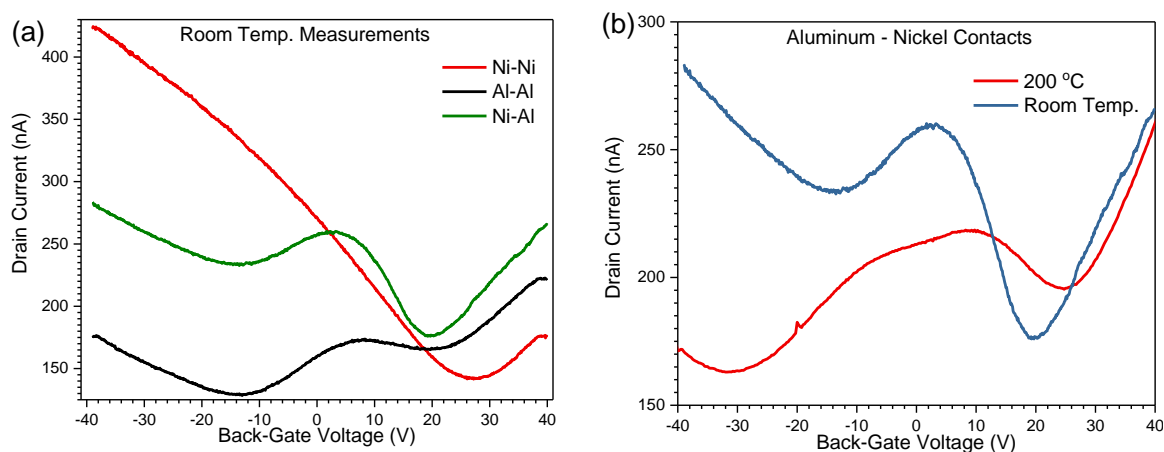 (a)
Room Temp. Measurements
Ni-Ni
Al-Al
Ni-Al
400
350
300
250
200
150
Drain Current (nA)
-40 -30 -20 -10 0 10 20 30 40
Back-Gate Voltage (V)
(b)
Aluminum - Nickel Contacts
200 °C
Room Temp.
300
250
200
150
Drain Current (nA)
-40 -30 -20 -10 0 10 20 30 40
Back-Gate Voltage (V)